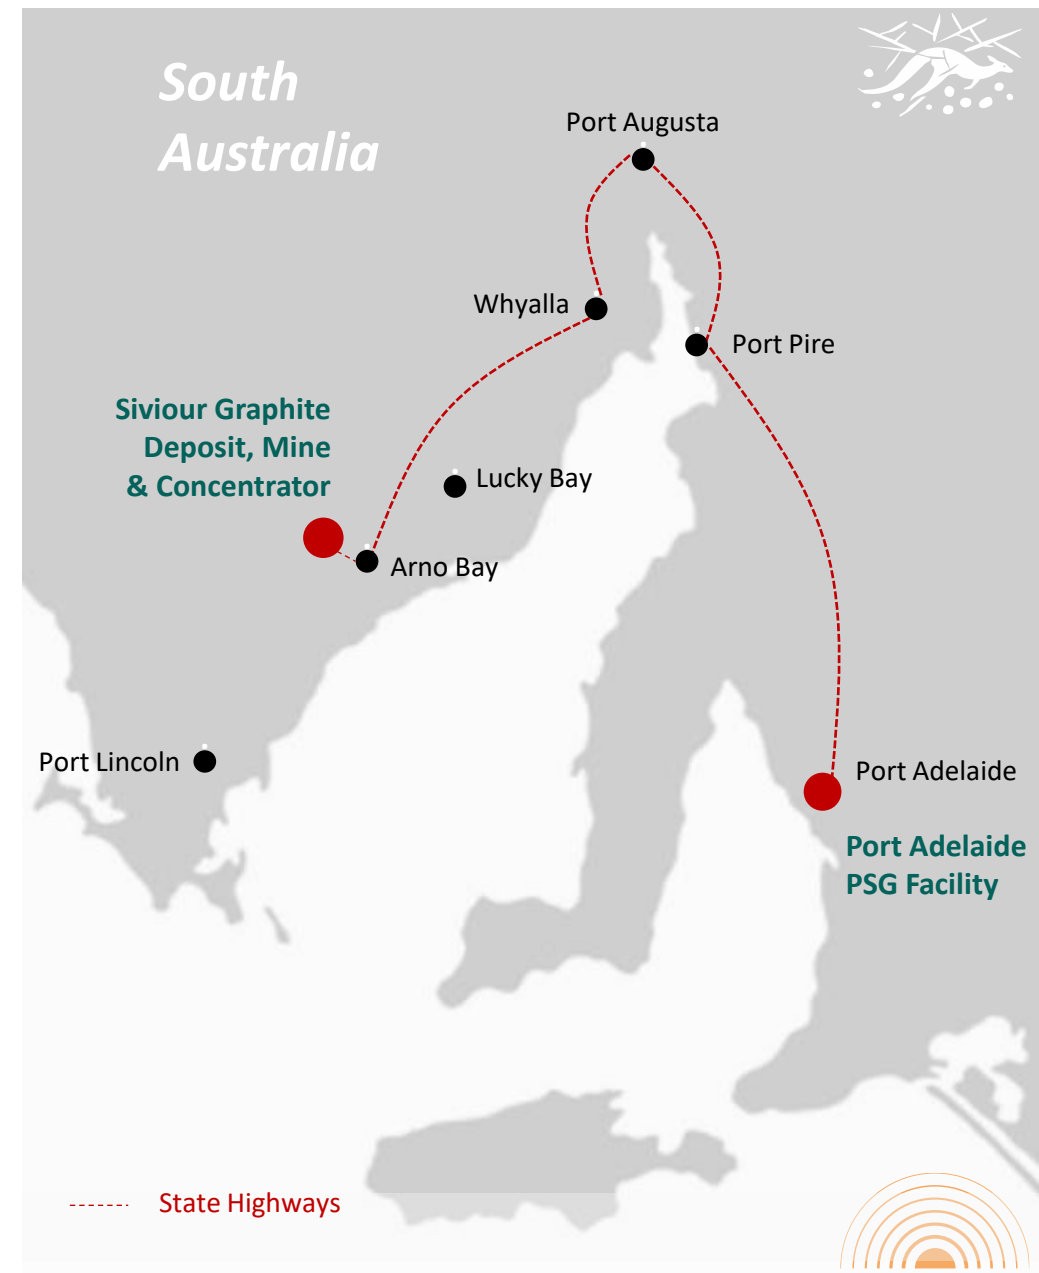 South
Australia
Port Augusta
Whyalla
Port Pire
Siviour Graphite
Deposit, Mine
& Concentrator
Lucky Bay
Arno Bay
Port Lincoln
Port Adelaide
Port Adelaide
PSG Facility
State Highways